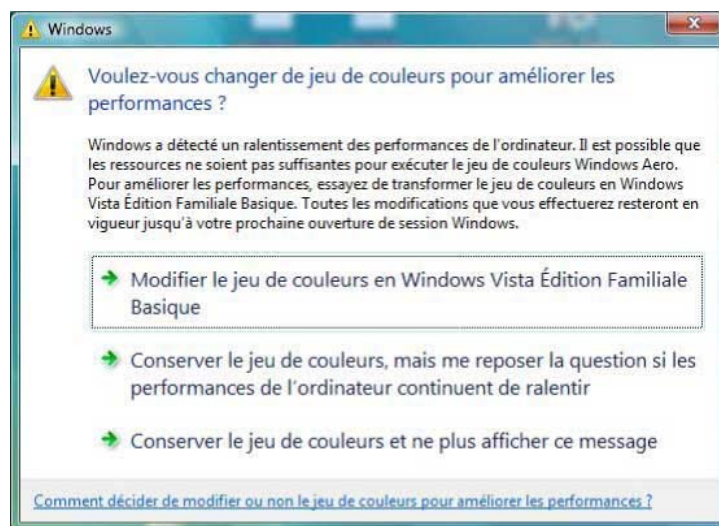 Windows
Voulez-vous changer de jeu de couleurs pour améliorer les
performances ?
Windows a détecté un ralentissement des performances de l'ordinateur. Il est possible que
les ressources ne soient pas suffisantes pour exécuter le jeu de couleurs Windows Aero.
Pour améliorer les performances, essayez de transformer le jeu de couleurs en Windows
Vista Édition Familiale Basique. Toutes les modifications que vous effectuerez resteront en
vigueur jusqu'à votre prochaine ouverture de session Windows.
Modifier le jeu de couleurs en Windows Vista Édition Familiale
Basique
Conserver le jeu de couleurs, mais me reposer la question si les
performances de l'ordinateur continuent de ralentir
Conserver le jeu de couleurs et ne plus afficher ce message
Comment décider de modifier ou non le jeu de couleurs pour améliorer les performances ?